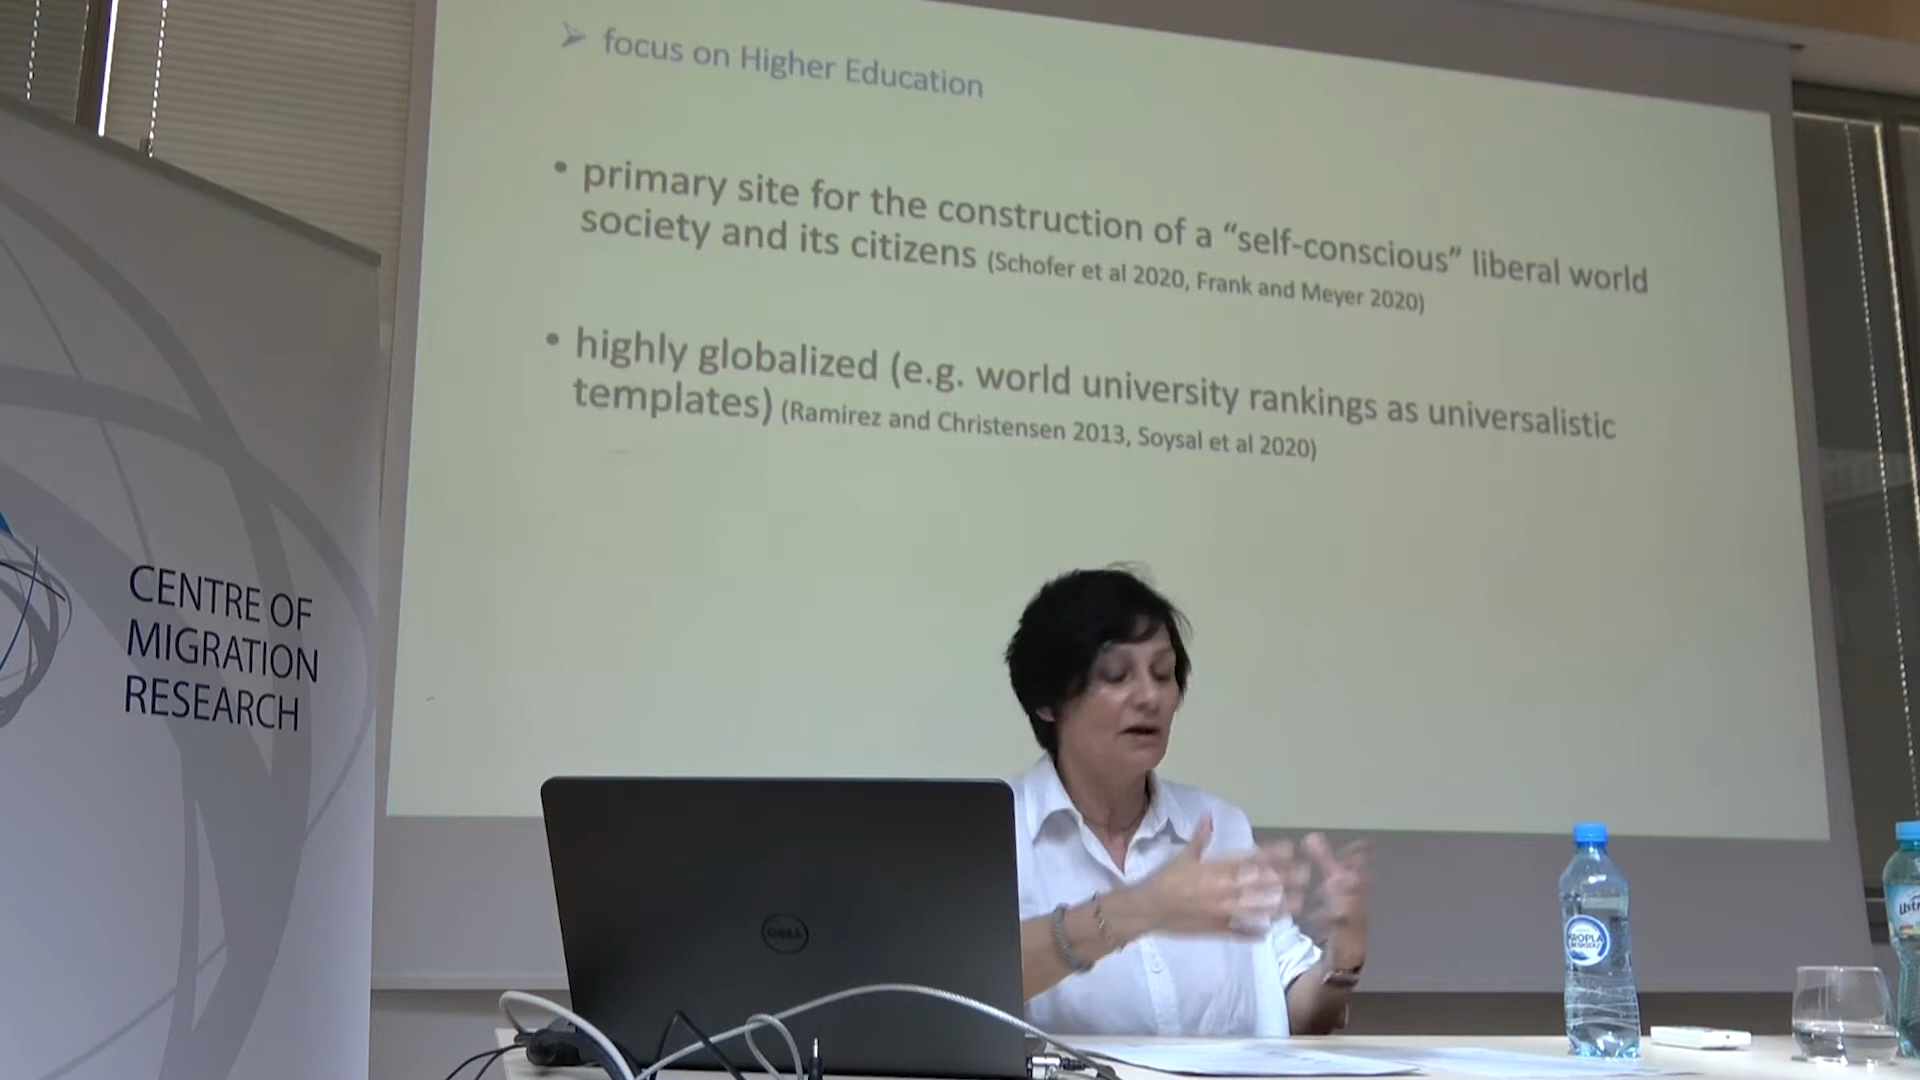 ➢ focus on Higher Education
• primary site for the construction of a “self-conscious” liberal world
society and its citizens (Schofer et al 2020, Frank and Meyer 2020)
• highly globalized (e.g. world university rankings as universalistic
templates) (Ramirez and Christensen 2013, Soysal et al 2020)
CENTRE OF
MIGRATION
RESEARCH
DELL
KROPLA
BESKIDU